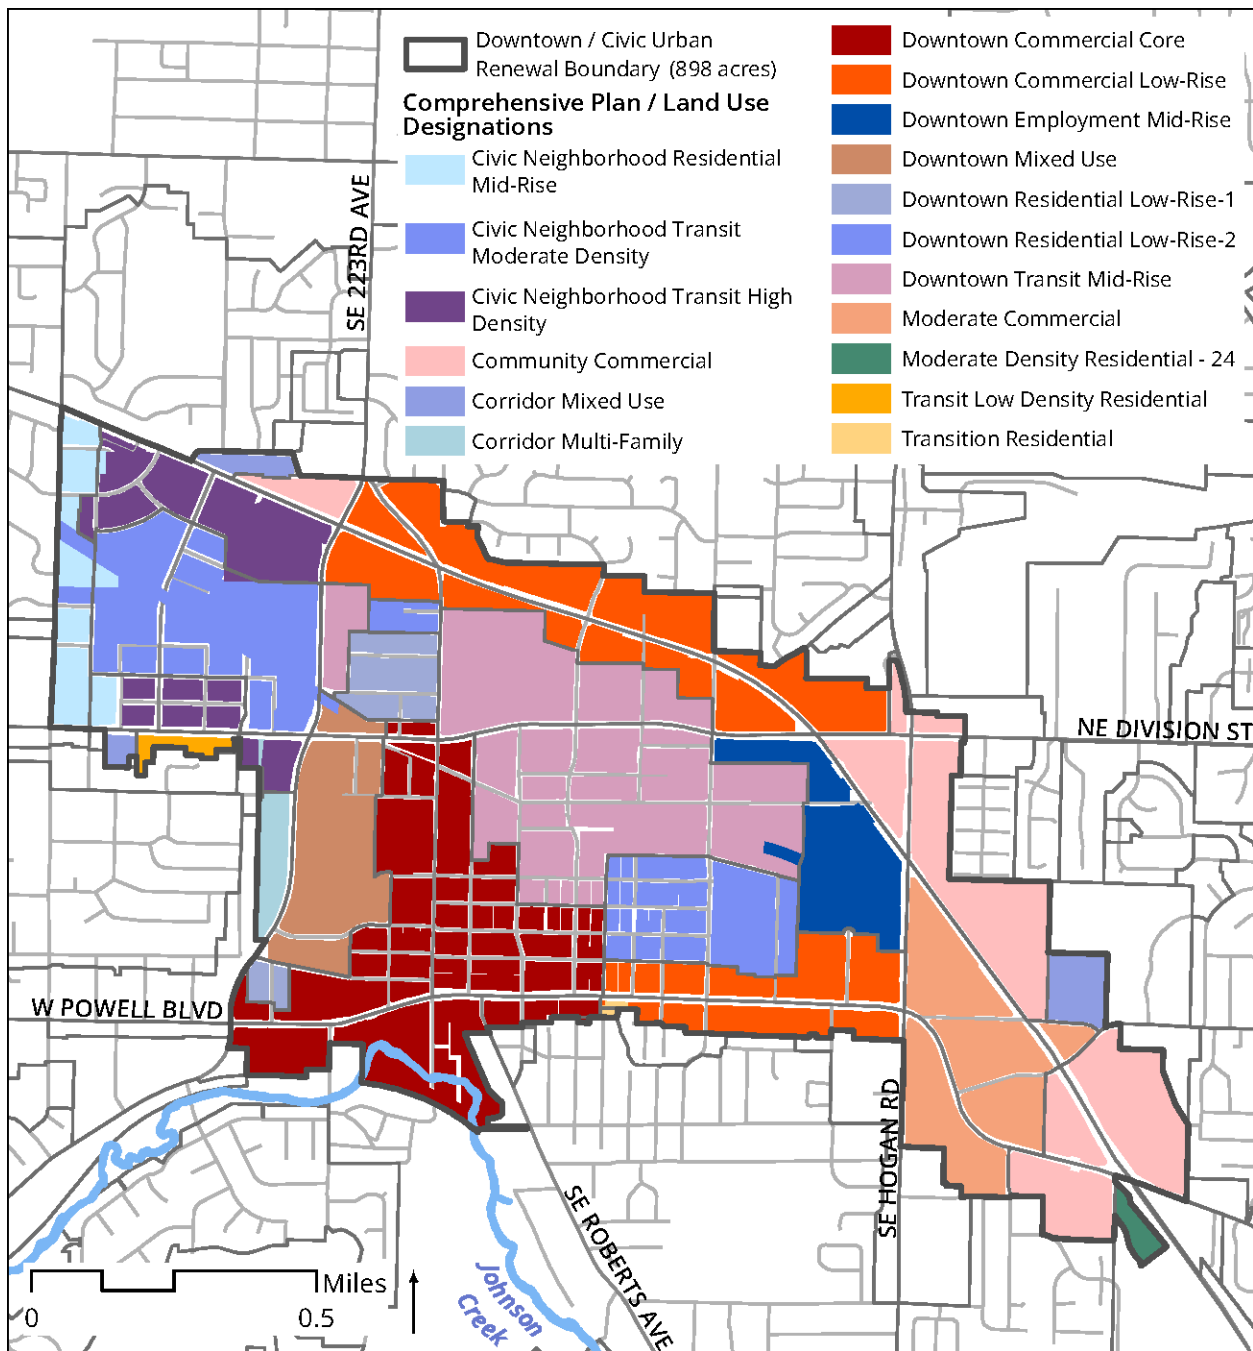 Downtown / Civic Urban
Renewal Boundary (898 acres)
Comprehensive Plan / Land Use
Designations
Civic Neighborhood Residential
Mid-Rise
Civic Neighborhood Transit
Moderate Density
Civic Neighborhood Transit High
Density
Community Commercial
Corridor Mixed Use
Corridor Multi-Family
Downtown Commercial Core
Downtown Commercial Low-Rise
Downtown Employment Mid-Rise
Downtown Mixed Use
Downtown Residential Low-Rise-1
Downtown Residential Low-Rise-2
Downtown Transit Mid-Rise
Moderate Commercial
Moderate Density Residential - 24
Transit Low Density Residential
Transition Residential
SE 223RD AVE
NE DIVISION ST
W POWELL BLVD
SE HOGAN RD
SE ROBERTS AVE
Johnson
Creek
Miles
0
0.5